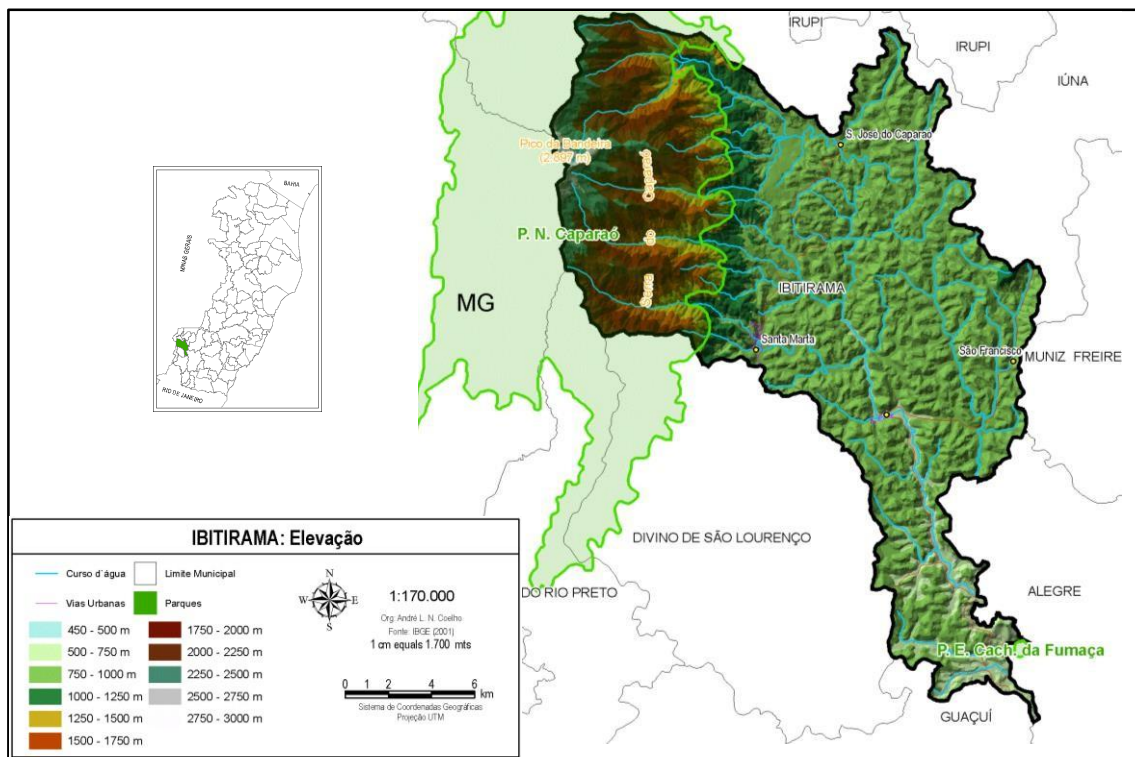 IRUPI
IRUPI
IÚNA
S. Jose do Caparao
Pico da Bandeira
(2.897 m)
Serra do Caparaó
P. N. Caparaó
MG
IBITIRAMA
Santa Marta
São Francisco
MUNIZ FREIRE
DIVINO DE SÃO LOURENÇO
DO RIO PRETO
ALEGRE
P. E. Cach. da Fumaça
GUAÇUÍ
BAHIA
MINAS GERAIS
RIO DE JANEIRO
IBITIRAMA: Elevação
Curso d´água
Limite Municipal
Vias Urbanas
Parques
450 - 500 m
500 - 750 m
750 - 1000 m
1000 - 1250 m
1250 - 1500 m
1500 - 1750 m
1750 - 2000 m
2000 - 2250 m
2250 - 2500 m
2500 - 2750 m
2750 - 3000 m
N
W
E
S
1:170.000
Org: André L. N. Coelho
Fonte: IBGE (2001)
1 cm equals 1.700 mts
0 1 2 4 6
km
Sistema de Coordenadas Geográficas
Projeção UTM